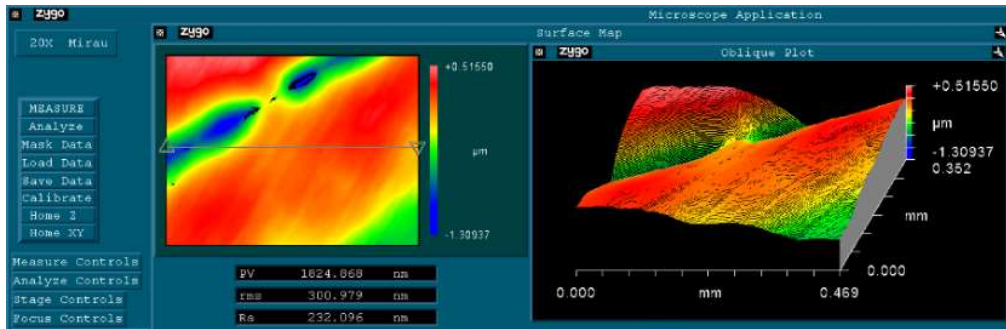 zygo
Microscope Application
20X Mirau
zygo
Surface Map
zygo
Oblique Plot
MEASURE
Analyze
Mask Data
Load Data
Save Data
Calibrate
Home Z
Home XY
Measure Controls
Analyze Controls
Stage Controls
Focus Controls
+0.51550
µm
-1.30937
PV 1824.868 nm
rms 300.979 nm
Ra 232.096 nm
+0.51550
µm
-1.30937
0.352
mm
0.000
0.000
mm
0.469